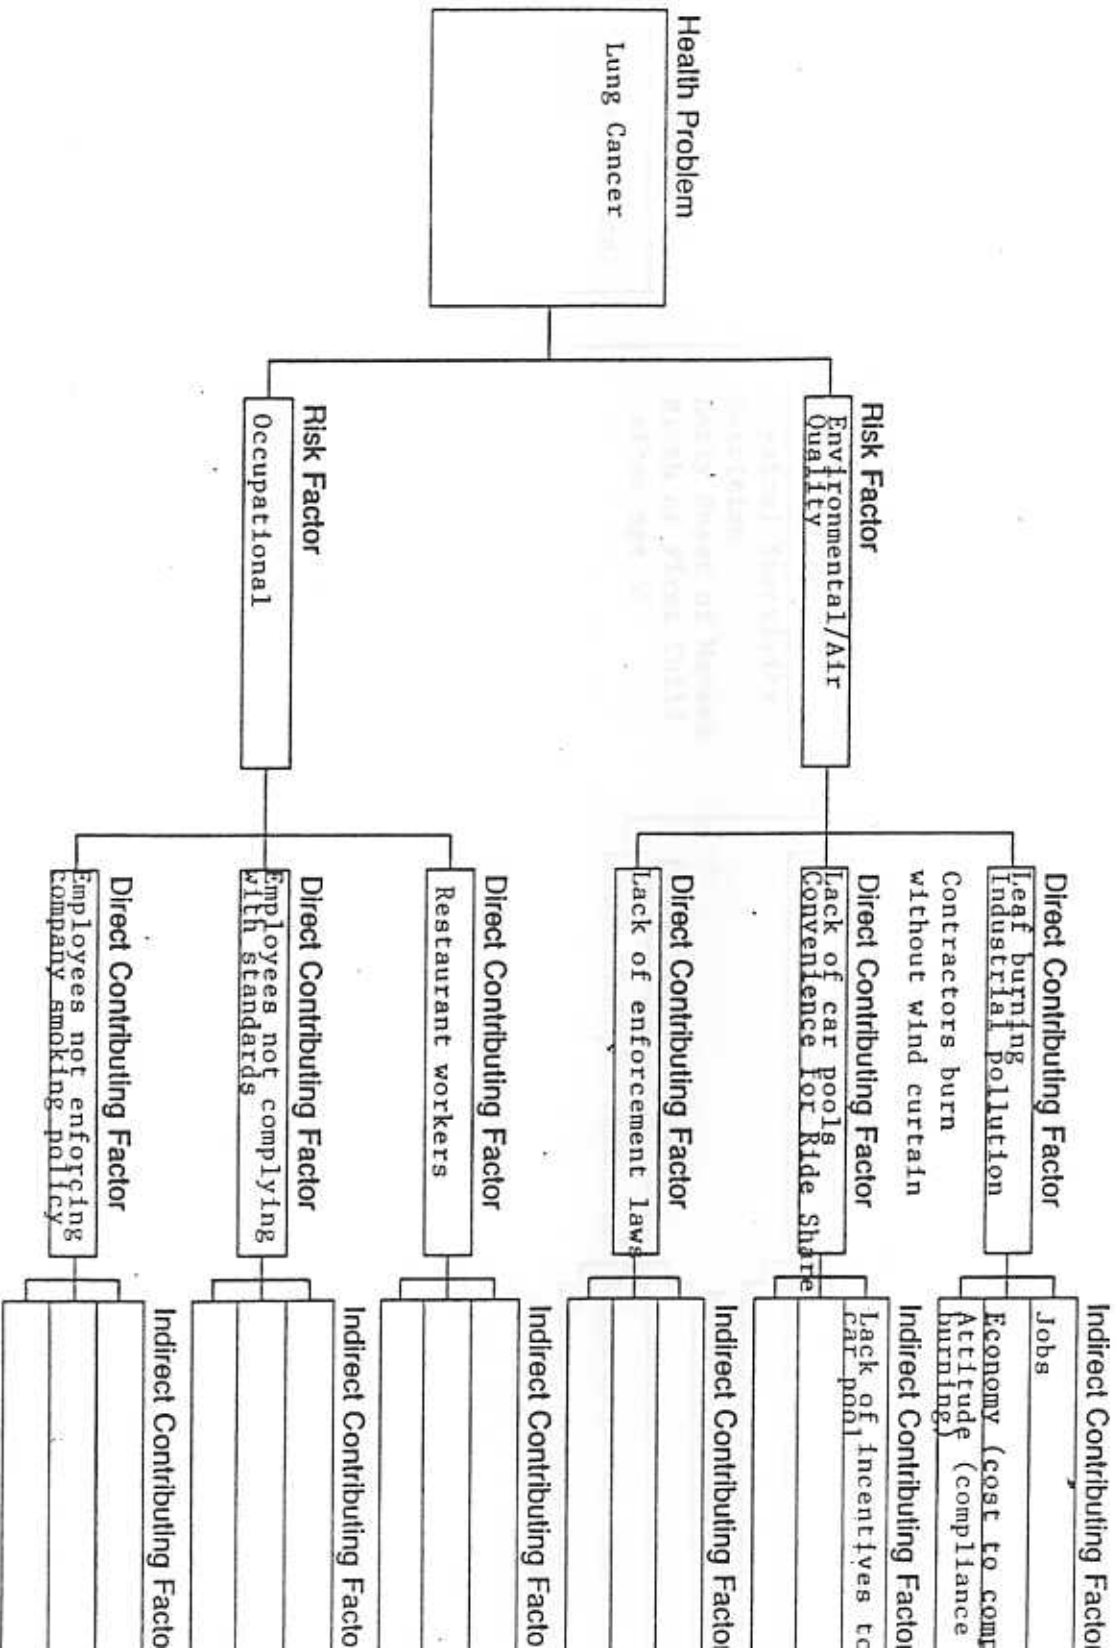 Health Problem
Lung Cancer
Risk Factor
Environmental/Air
Quality
Risk Factor
Occupational
Direct Contributing Factor
Leaf burning
Industrial pollution
Contractors burn
without wind curtain
Direct Contributing Factor
Lack of car pools
Convenience for Ride Share
Direct Contributing Factor
Lack of enforcement laws
Direct Contributing Factor
Restaurant workers
Direct Contributing Factor
Employees not complying
with standards
Direct Contributing Factor
Employees not enforcing
company smoking policy
Indirect Contributing Factor
Jobs
Economy (cost to comp
Attitude (compliance
burning)
Indirect Contributing Factor
Lack of incentives to
car pool
Indirect Contributing Factor
Indirect Contributing Facto
Indirect Contributing Facto
Indirect Contributing Facto